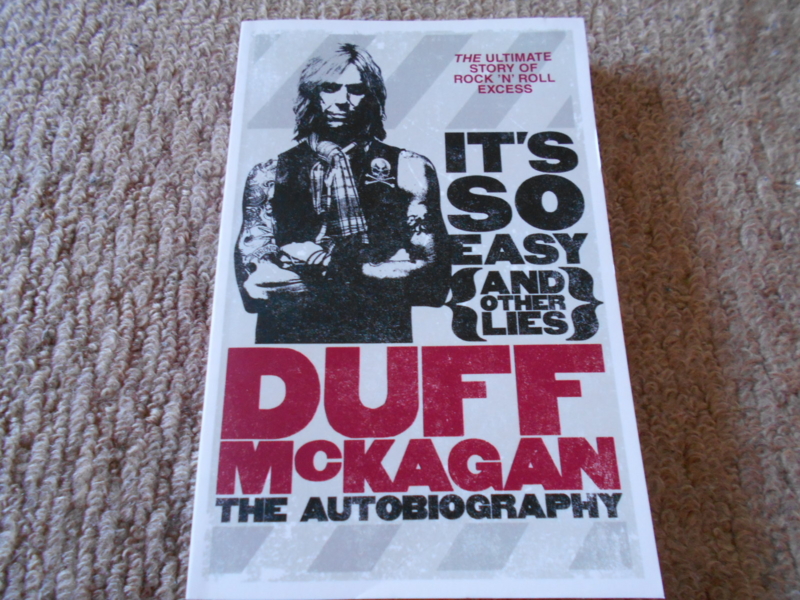 THE ULTIMATE
STORY OF
ROCK 'N' ROLL
EXCESS
IT'S
SO
EASY
{AND
OTHER
LIES}
DUFF
McKAGAN
THE AUTOBIOGRAPHY